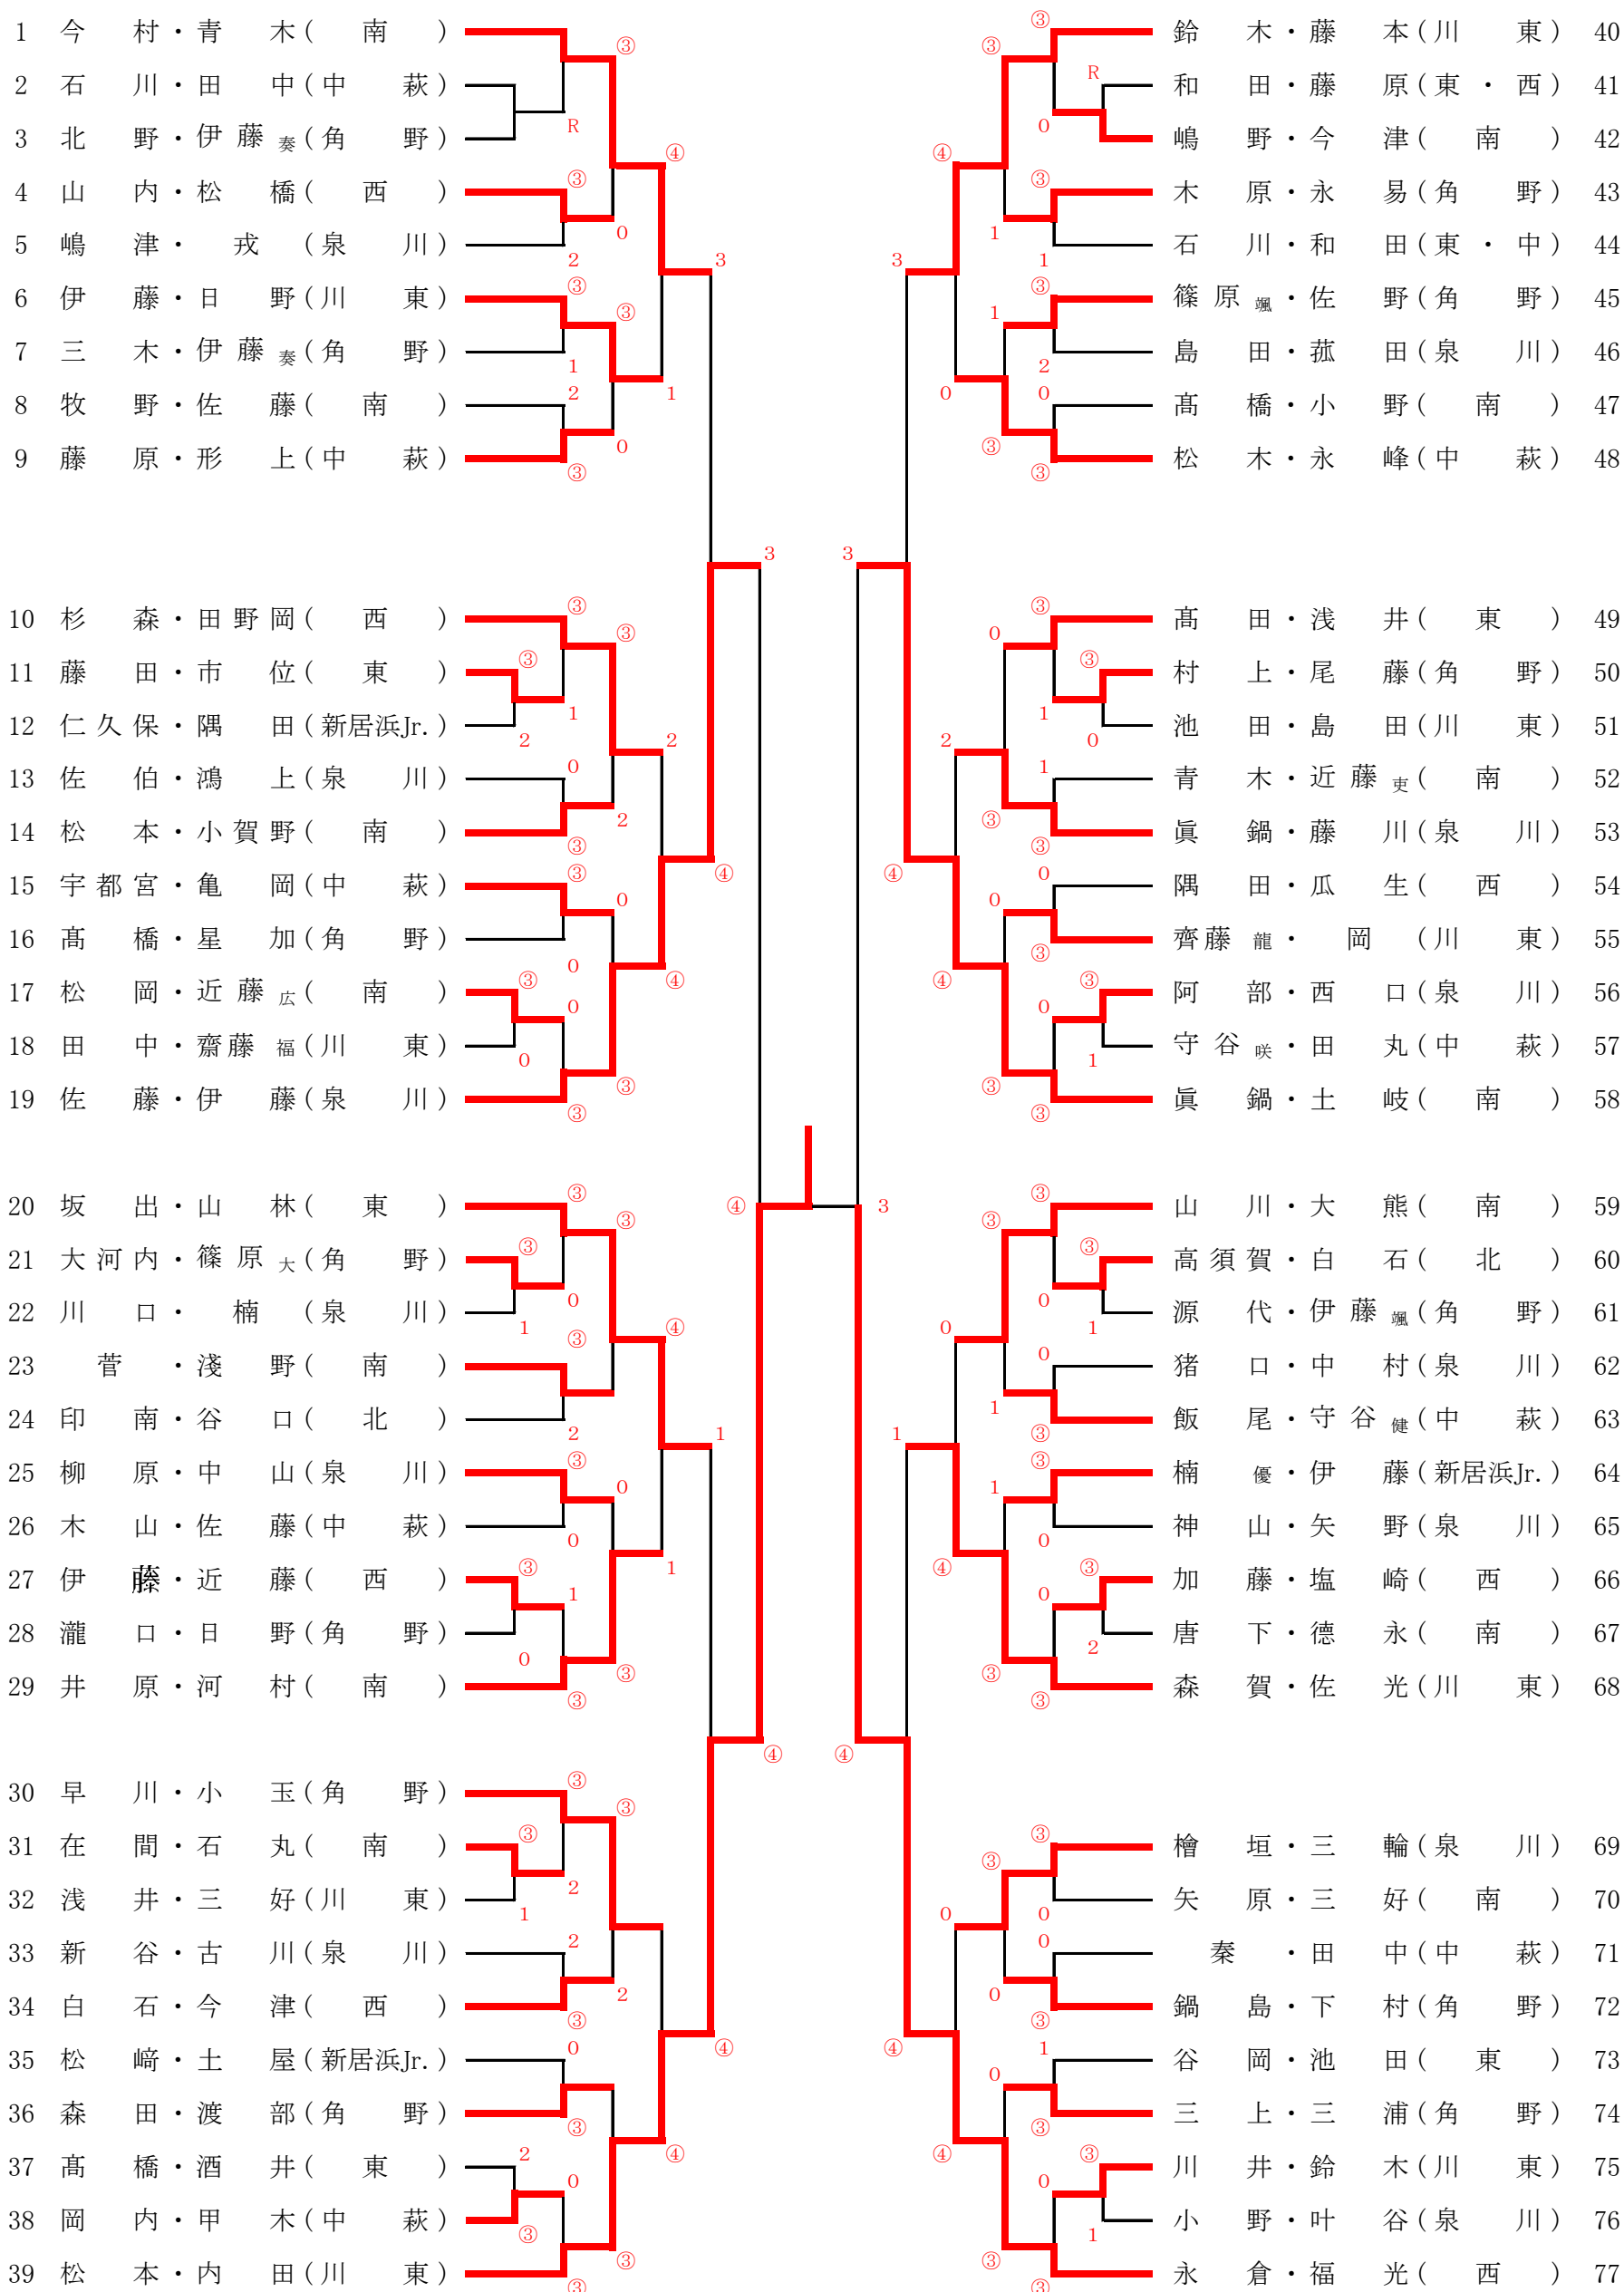 1 今村・青木(南)
2 石川・田中(中萩)
3 北野・伊藤奏(角野)
4 山内・松橋(西)
5 嶋津・戎(泉川)
6 伊藤・日野(川東)
7 三木・伊藤奏(角野)
8 牧野・佐藤(南)
9 藤原・形上(中萩)
10 杉森・田野岡(西)
11 藤田・市位(東)
12 仁久保・隅田(新居浜Jr.)
13 佐伯・鴻上(泉川)
14 松本・小賀野(南)
15 宇都宮・亀岡(中萩)
16 髙橋・星加(角野)
17 松岡・近藤広(南)
18 田中・齋藤福(川東)
19 佐藤・伊藤(泉川)
20 坂出・山林(東)
21 大河内・篠原大(角野)
22 川口・楠(泉川)
23 菅・淺野(南)
24 印南・谷口(北)
25 柳原・中山(泉川)
26 木山・佐藤(中萩)
27 伊藤・近藤(西)
28 瀧口・日野(角野)
29 井原・河村(南)
30 早川・小玉(角野)
31 在間・石丸(南)
32 浅井・三好(川東)
33 新谷・古川(泉川)
34 白石・今津(西)
35 松﨑・土屋(新居浜Jr.)
36 森田・渡部(角野)
37 髙橋・酒井(東)
38 岡内・甲木(中萩)
39 松本・内田(川東)
鈴木・藤本(川東) 40
和田・藤原(東・西) 41
嶋野・今津(南) 42
木原・永易(角野) 43
石川・和田(東・中) 44
篠原颯・佐野(角野) 45
島田・菰田(泉川) 46
髙橋・小野(南) 47
松木・永峰(中萩) 48
髙田・浅井(東) 49
村上・尾藤(角野) 50
池田・島田(川東) 51
青木・近藤吏(南) 52
眞鍋・藤川(泉川) 53
隅田・瓜生(西) 54
齊藤龍・岡(川東) 55
阿部・西口(泉川) 56
守谷咲・田丸(中萩) 57
眞鍋・土岐(南) 58
山川・大熊(南) 59
高須賀・白石(北) 60
源代・伊藤颯(角野) 61
猪口・中村(泉川) 62
飯尾・守谷健(中萩) 63
楠優・伊藤(新居浜Jr.) 64
神山・矢野(泉川) 65
加藤・塩崎(西) 66
唐下・德永(南) 67
森賀・佐光(川東) 68
檜垣・三輪(泉川) 69
矢原・三好(南) 70
秦・田中(中萩) 71
鍋島・下村(角野) 72
谷岡・池田(東) 73
三上・三浦(角野) 74
川井・鈴木(川東) 75
小野・叶谷(泉川) 76
永倉・福光(西) 77